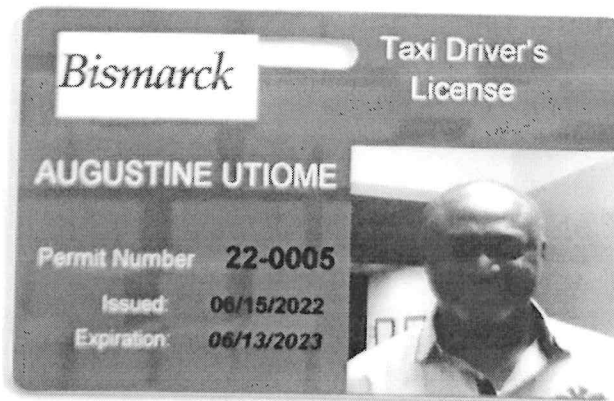 Bismarck
Taxi Driver's
License
AUGUSTINE UTIOME
Permit Number 22-0005
Issued: 06/15/2022
Expiration: 06/13/2023